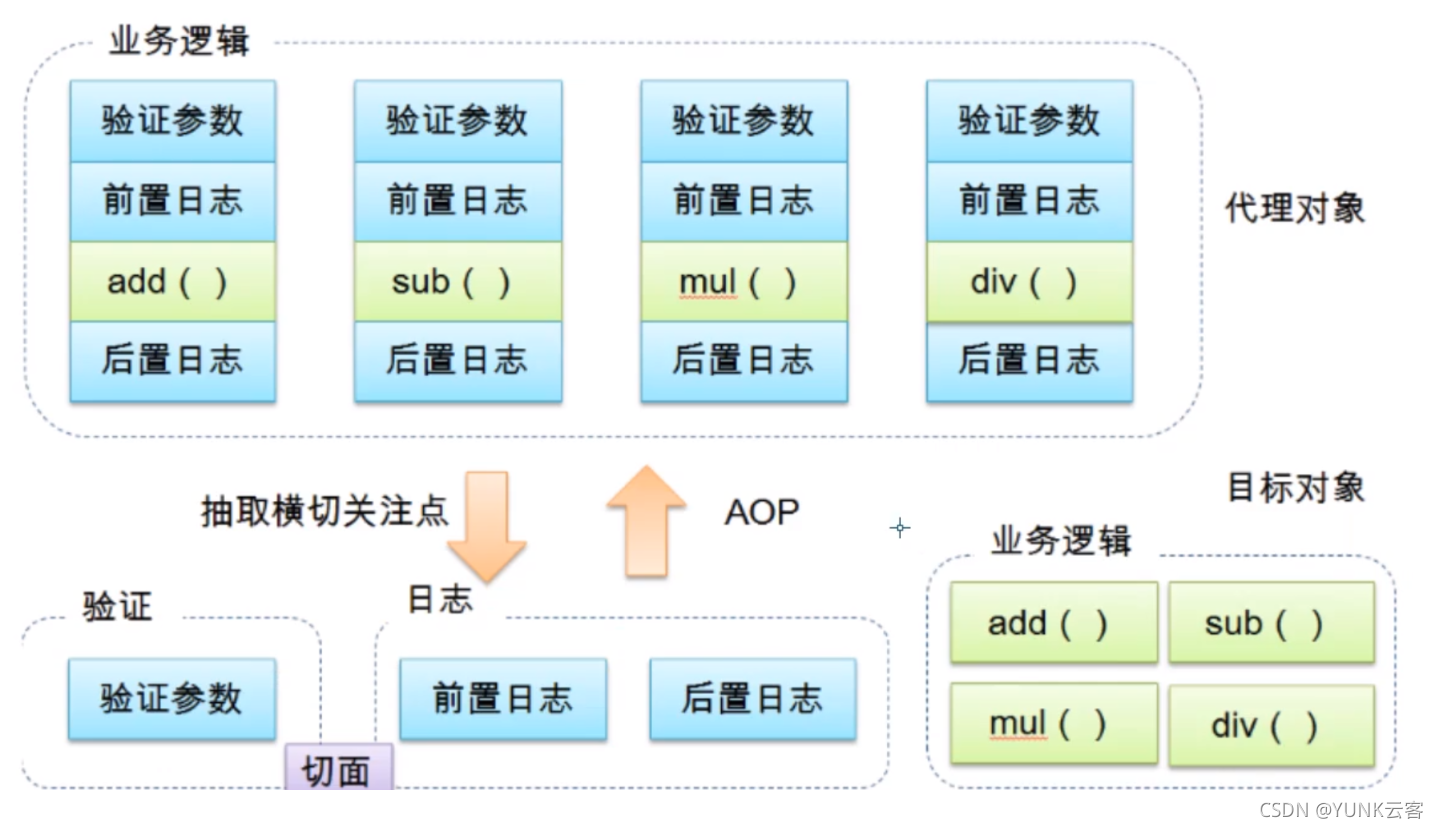 业务逻辑
验证参数 验证参数 验证参数 验证参数
前置日志 前置日志 前置日志 前置日志
代理对象
add ( ) sub ( ) mul ( ) div ( )
后置日志 后置日志 后置日志 后置日志
抽取横切关注点 AOP
目标对象
业务逻辑
验证 日志
add ( ) sub ( )
验证参数 前置日志 后置日志
mul ( ) div ( )
切面
CSDN @YUNK云客